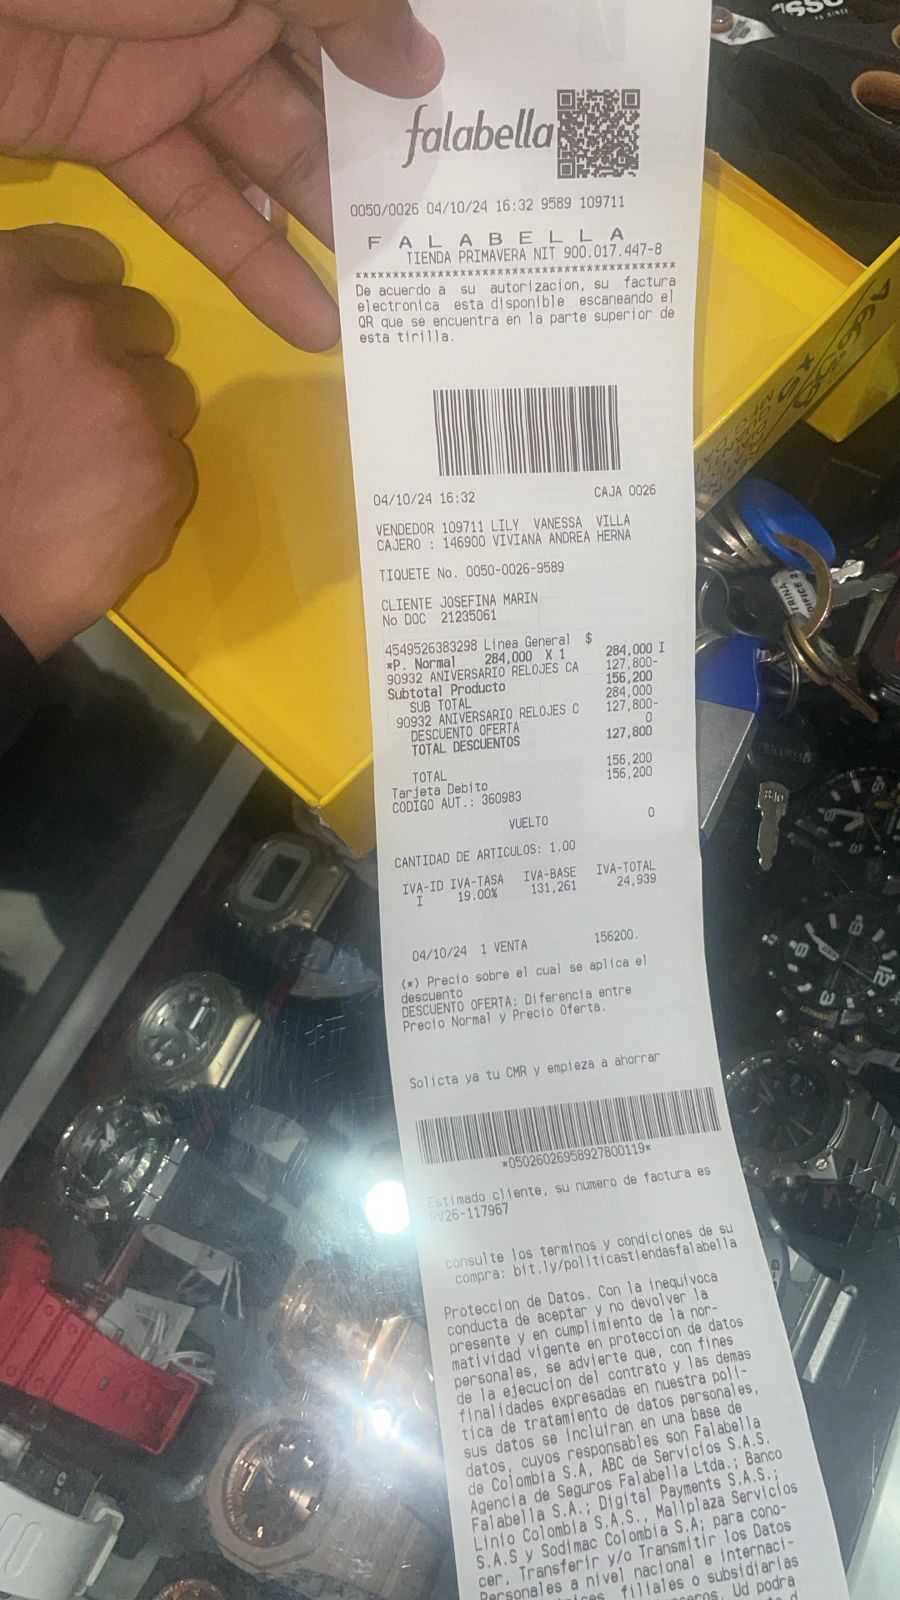 falabella
0050/0026 04/10/24 16:32 9589 109711
F A L A B E L L A
TIENDA PRIMAVERA NIT 900.017.447-8
******************************************
De acuerdo a su autorizacion, su factura
electronica esta disponible escaneando el
QR que se encuentra en la parte superior de
esta tirilla.
04/10/24 16:32 CAJA 0026
VENDEDOR 109711 LILY VANESSA VILLA
CAJERO : 146900 VIVIANA ANDREA HERNA
TIQUETE No. 0050-0026-9589
CLIENTE JOSEFINA MARIN
No DOC 21235061
4549526383298 Linea General $
*P. Normal 284,000 X 1 284,000 I
90932 ANIVERSARIO RELOJES CA 127,800-
Subtotal Producto 156,200
SUB TOTAL 284,000
90932 ANIVERSARIO RELOJES C 127,800-
DESCUENTO OFERTA 0
TOTAL DESCUENTOS 127,800
TOTAL 156,200
Tarjeta Debito 156,200
CODIGO AUT.: 360983
VUELTO 0
CANTIDAD DE ARTICULOS: 1.00
IVA-ID IVA-TASA IVA-BASE IVA-TOTAL
I 19.00% 131,261 24,939
04/10/24 1 VENTA 156200.
(*) Precio sobre el cual se aplica el
descuento
DESCUENTO OFERTA: Diferencia entre
Precio Normal y Precio Oferta.
Solicta ya tu CMR y empieza a ahorrar
*05026026958927800119*
Estimado cliente, su numero de factura es
PV26-117967
consulte los terminos y condiciones de su
compra: bit.ly/politicastiendasfalabella
Proteccion de Datos. Con la inequivoca
conducta de aceptar y no devolver la
presente y en cumplimiento de la nor-
matividad vigente en proteccion de datos
personales, se advierte que, con fines
de la ejecucion del contrato y las demas
finalidades expresadas en nuestra poli-
tica de tratamiento de datos personales,
sus datos se incluiran en una base de
datos, cuyos responsables son Falabella
de Colombia S.A, ABC de Servicios S.A.S.
Agencia de Seguros Falabella Ltda.; Banco
Falabella S.A.; Digital Payments S.A.S.;
Linio Colombia S.A.S., Mallplaza Servicios
S.A.S y Sodimac Colombia S.A; para cono-
cer, Transferir y/o Transmitir los Datos
Personales a nivel nacional e internaci-
filiales o subsidiarias
Ud podra